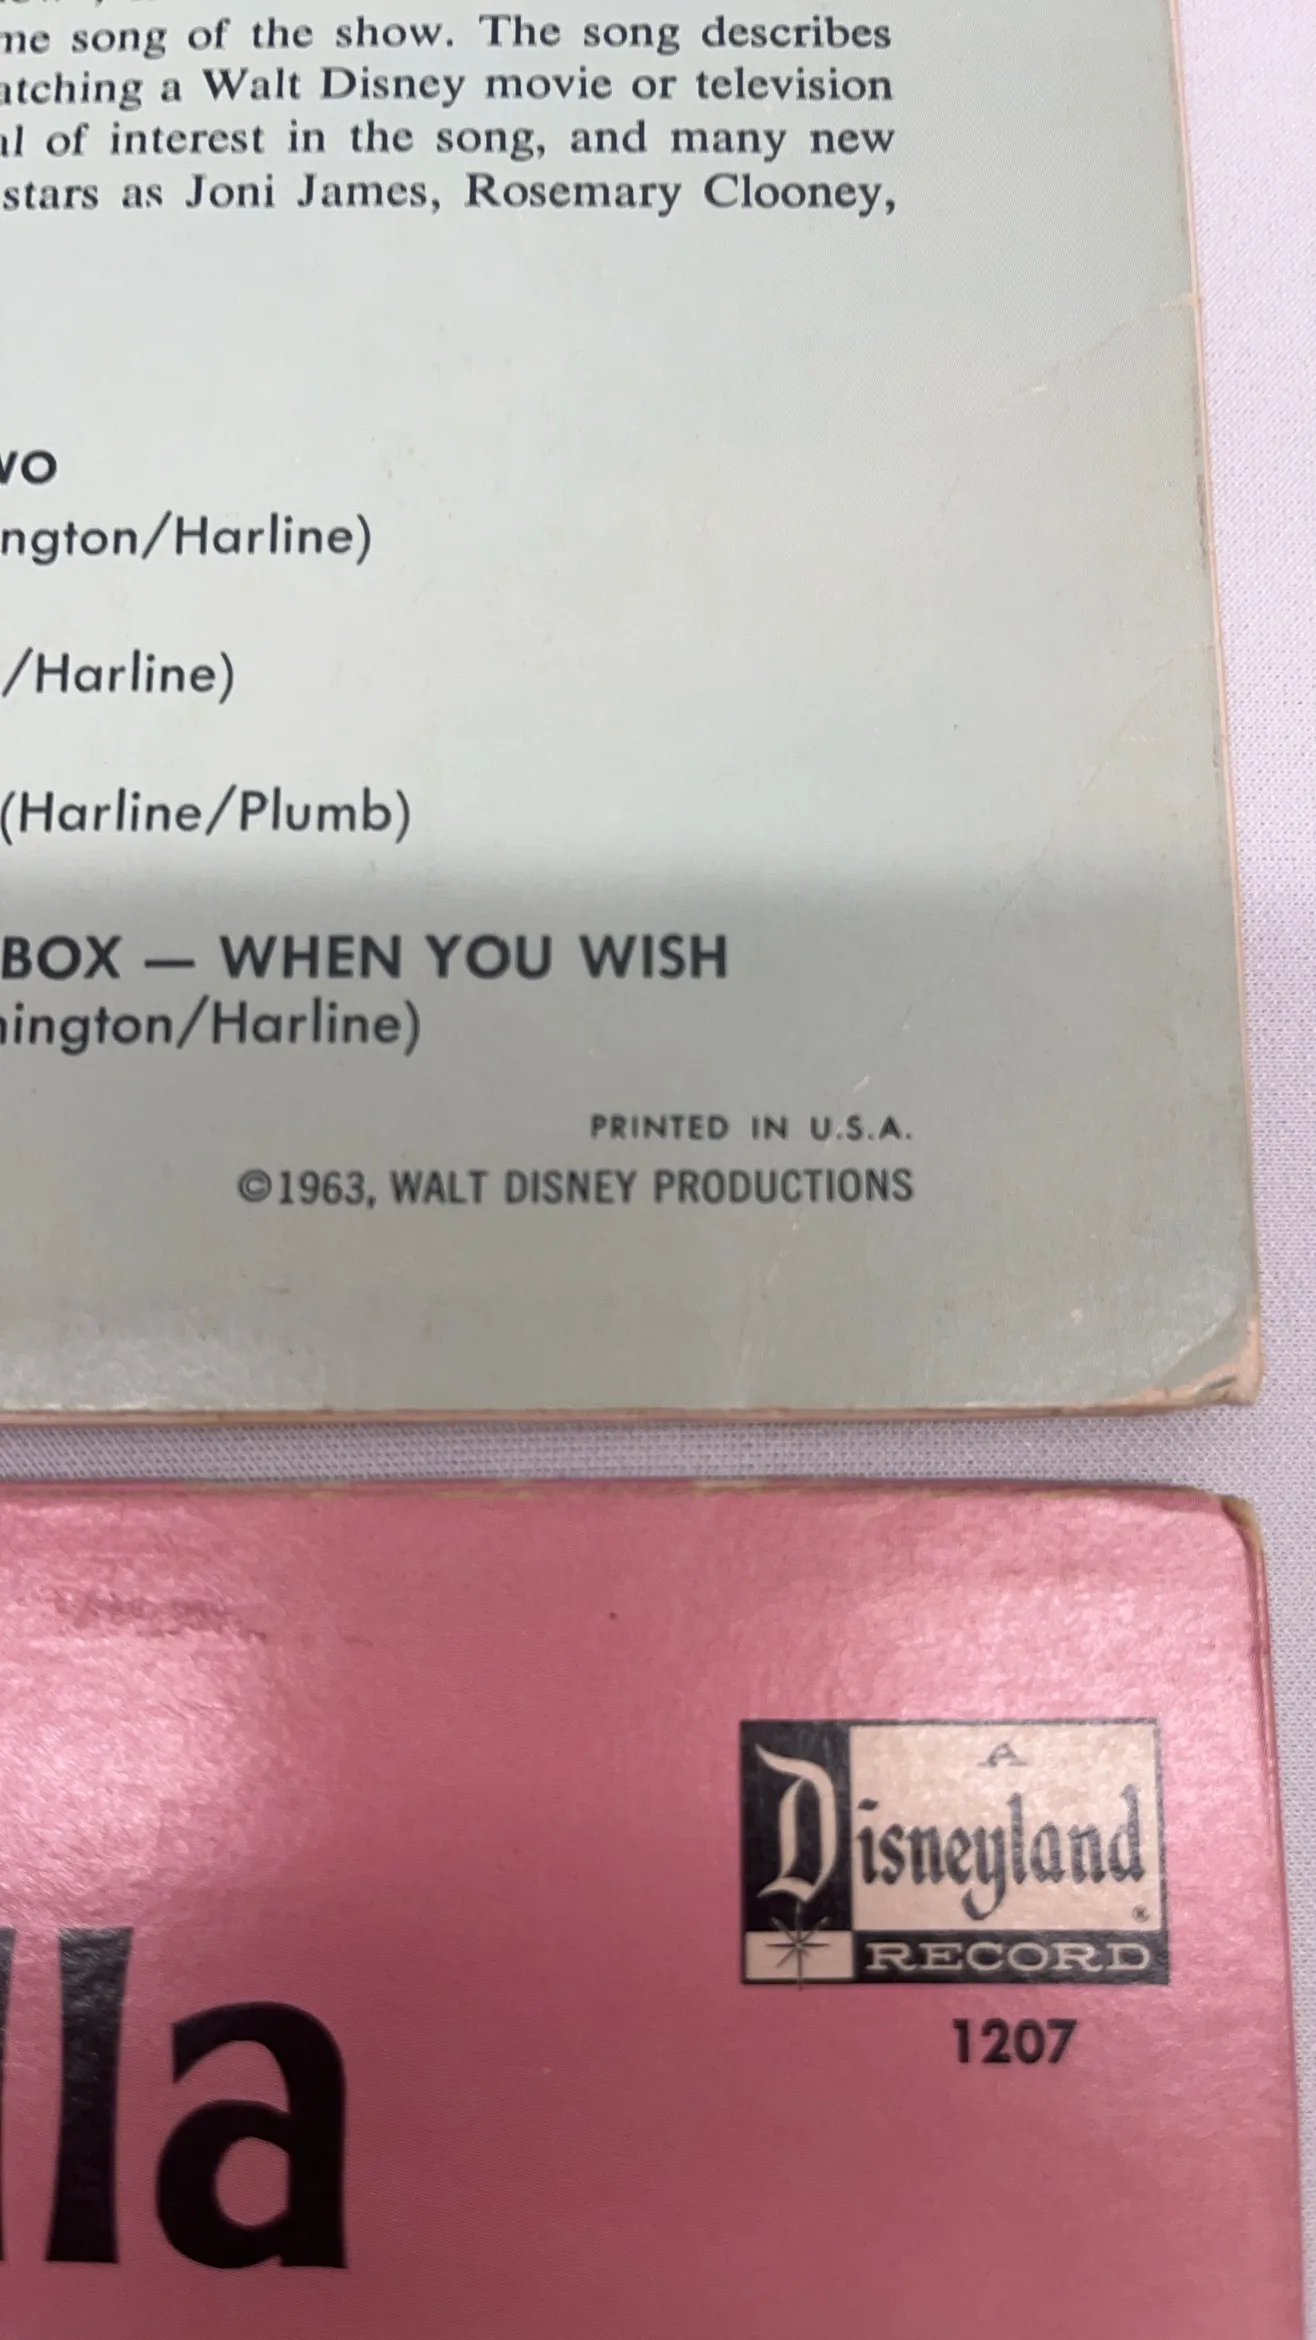 me song of the show. The song describes
atching a Walt Disney movie or television
al of interest in the song, and many new
stars as Joni James, Rosemary Clooney,
WO
ngton/Harline)
/Harline)
(Harline/Plumb)
BOX — WHEN YOU WISH
hington/Harline)
PRINTED IN U.S.A.
©1963, WALT DISNEY PRODUCTIONS
A
Disneyland
®
RECORD
1207
lla